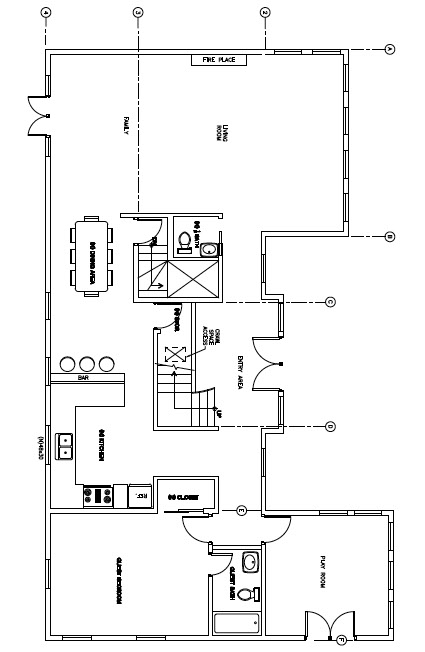 4
3
2
A
FIRE PLACE
FAMILY
LIVING
ROOM
B
(E) DINING AREA
DN
BATH
C
CRAWL
SPACE
ACCESS
ENTRY AREA
BAR
UP
D
(E) KITCHEN
REF.
(E) CLOSET
E
GUEST BEDROOM
GUEST BATH
PLAY ROOM
F